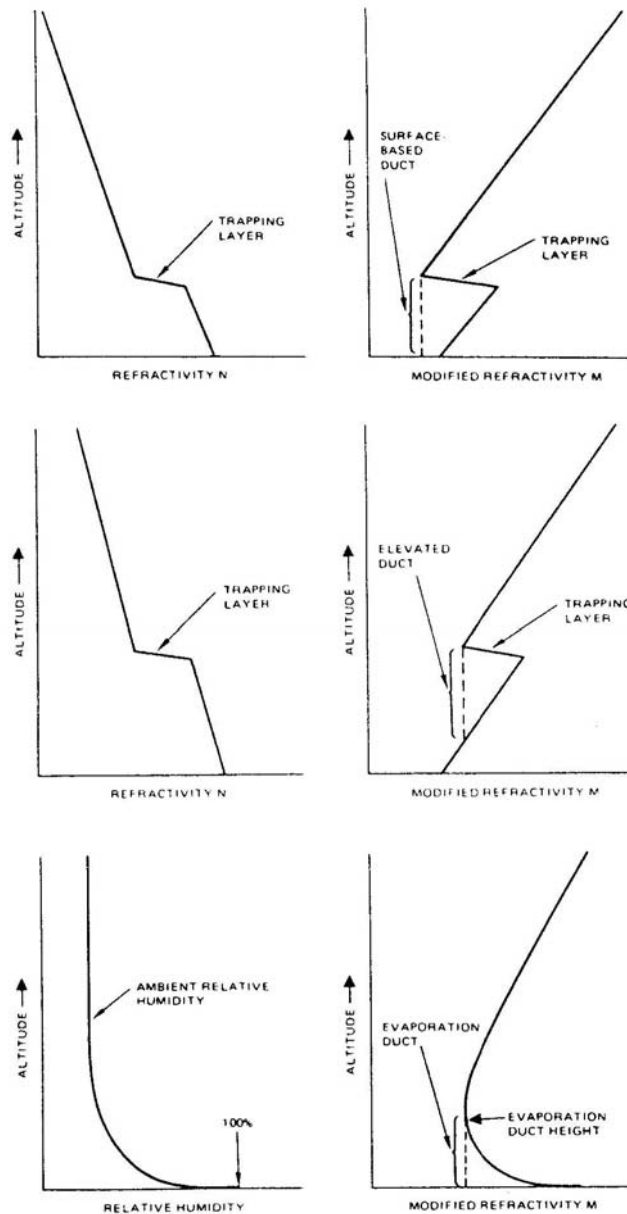 ALTITUDE
TRAPPING
LAYER
REFRACTIVITY N
ALTITUDE
SURFACE-
BASED
DUCT
TRAPPING
LAYER
MODIFIED REFRACTIVITY M
ALTITUDE
TRAPPING
LAYER
REFRACTIVITY N
ALTITUDE
ELEVATED
DUCT
TRAPPING
LAYER
MODIFIED REFRACTIVITY M
ALTITUDE
AMBIENT RELATIVE
HUMIDITY
100%
RELATIVE HUMIDITY
ALTITUDE
EVAPORATION
DUCT
EVAPORATION
DUCT HEIGHT
MODIFIED REFRACTIVITY M